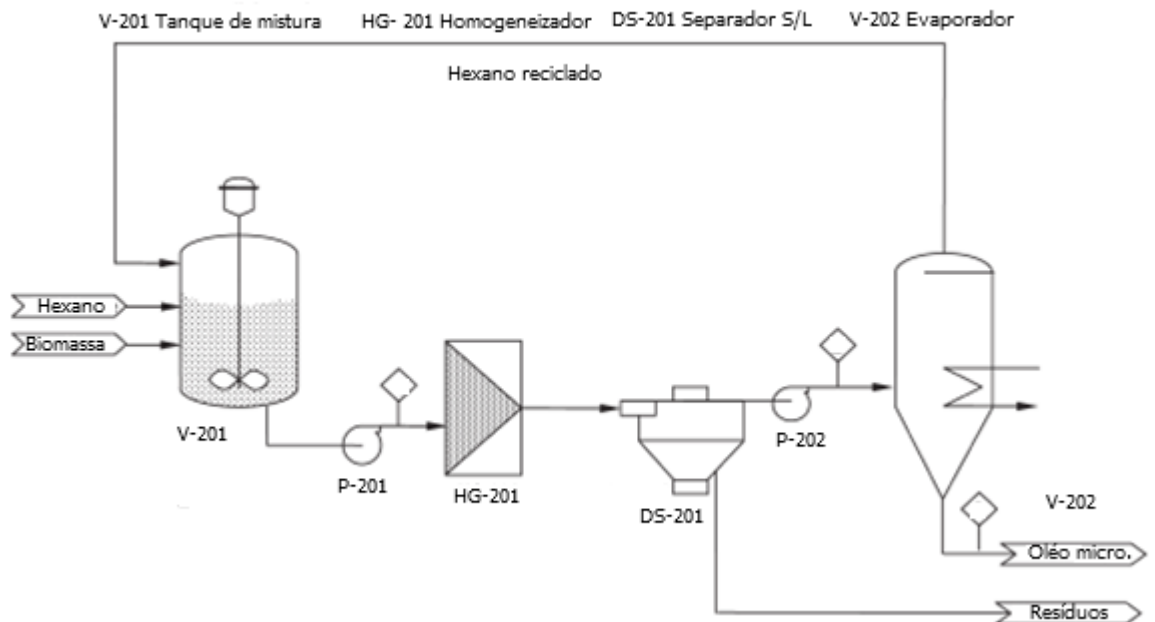 V-201 Tanque de mistura
HG- 201 Homogeneizador
DS-201 Separador S/L
V-202 Evaporador
Hexano reciclado
Hexano
Biomassa
V-201
P-201
HG-201
DS-201
P-202
V-202
Oléo micro.
Resíduos